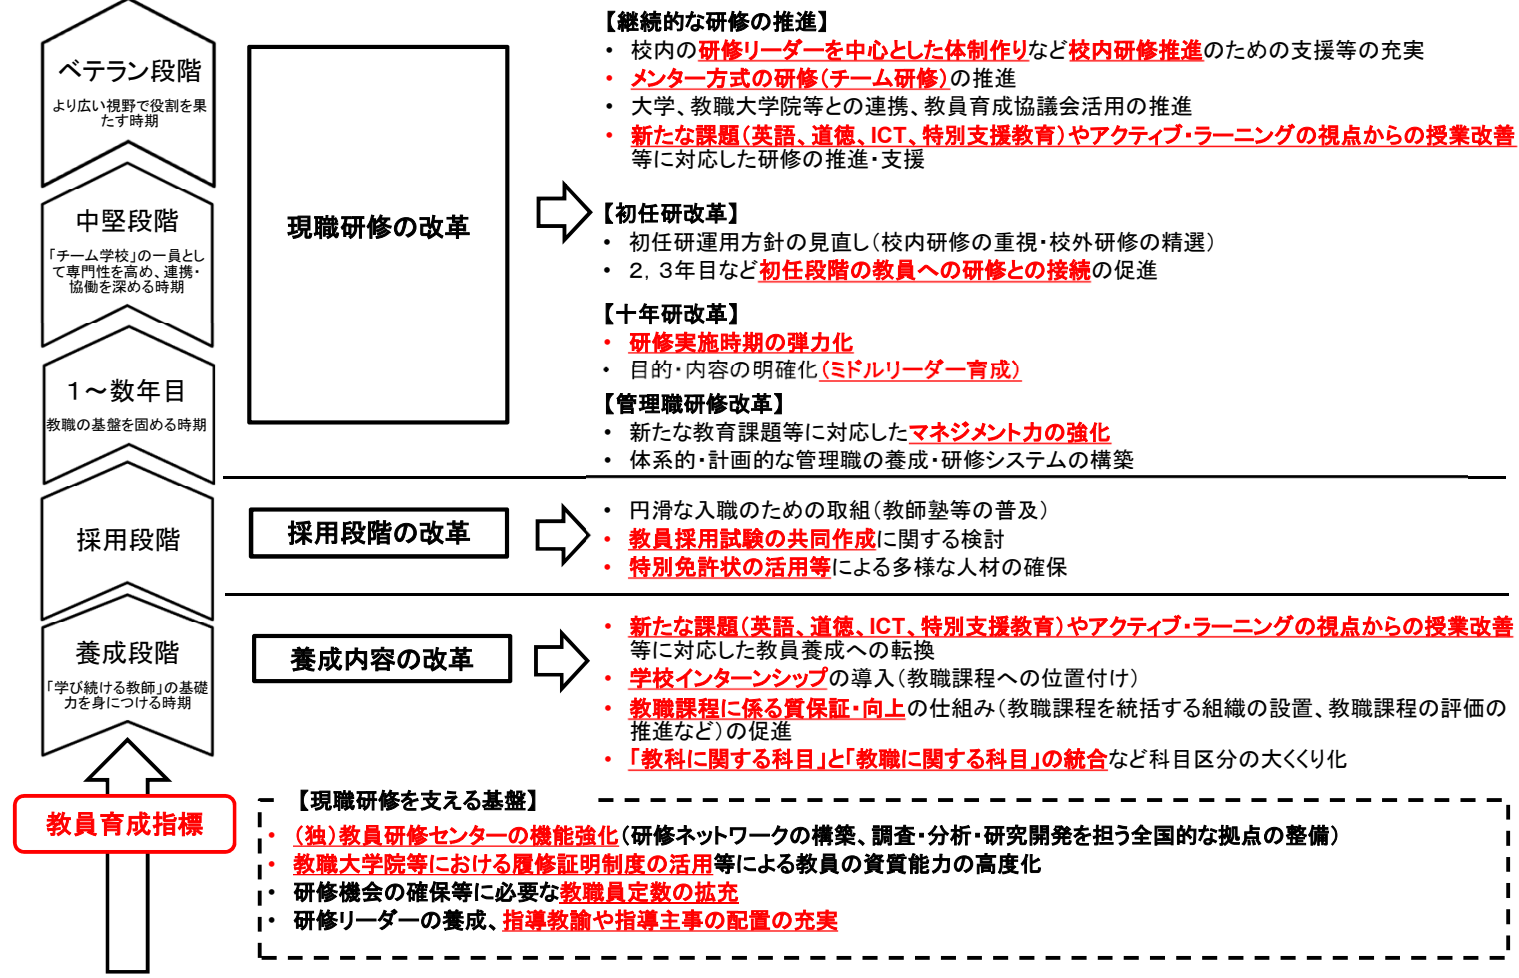 ベテラン段階
より広い視野で役割を果
たす時期
中堅段階
「チーム学校」の一員とし
て専門性を高め、連携・
協働を深める時期
１～数年目
教職の基盤を固める時期
採用段階
養成段階
「学び続ける教師」の基礎
力を身につける時期
教員育成指標
現職研修の改革
【継続的な研修の推進】
・ 校内の研修リーダーを中心とした体制作りなど校内研修推進のための支援等の充実
・ メンター方式の研修（チーム研修）の推進
・ 大学、教職大学院等との連携、教員育成協議会活用の推進
・ 新たな課題（英語、道徳、ICT、特別支援教育）やアクティブ・ラーニングの視点からの授業改善
等に対応した研修の推進・支援
【初任研改革】
・ 初任研運用方針の見直し（校内研修の重視・校外研修の精選）
・ ２，３年目など初任段階の教員への研修との接続の促進
【十年研改革】
・ 研修実施時期の弾力化
・ 目的・内容の明確化（ミドルリーダー育成）
【管理職研修改革】
・ 新たな教育課題等に対応したマネジメント力の強化
・ 体系的・計画的な管理職の養成・研修システムの構築
採用段階の改革
・ 円滑な入職のための取組（教師塾等の普及）
・ 教員採用試験の共同作成に関する検討
・ 特別免許状の活用等による多様な人材の確保
養成内容の改革
・ 新たな課題（英語、道徳、ICT、特別支援教育）やアクティブ・ラーニングの視点からの授業改善
等に対応した教員養成への転換
・ 学校インターンシップの導入（教職課程への位置付け）
・ 教職課程に係る質保証・向上の仕組み（教職課程を統括する組織の設置、教職課程の評価の
推進など）の促進
・ 「教科に関する科目」と「教職に関する科目」の統合など科目区分の大くくり化
【現職研修を支える基盤】
・ （独）教員研修センターの機能強化（研修ネットワークの構築、調査・分析・研究開発を担う全国的な拠点の整備）
・ 教職大学院等における履修証明制度の活用等による教員の資質能力の高度化
・ 研修機会の確保等に必要な教職員定数の拡充
・ 研修リーダーの養成、指導教諭や指導主事の配置の充実